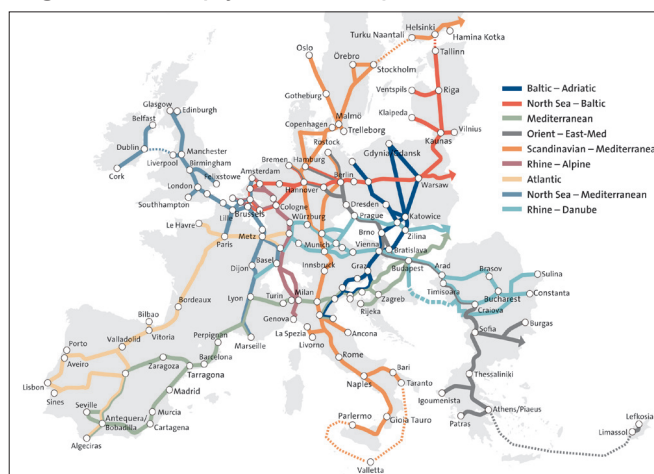 Oslo
Örebro
Turku Naantali
Helsinki
Hamina Kotka
Tallinn
Stockholm
Glasgow
Edinburgh
Gotheburg
Ventspils
Riga
Belfast
Malmö
Copenhagen
Trelleborg
Klaipeda
Vilnius
Dublin
Manchester
Rostock
Kaunas
Liverpool
Birmingham
Bremen
Hamburg
Gdynia
Gdansk
Cork
Felixstowe
Amsterdam
Berlin
London
Hannover
Warsaw
Southhampton
Cologne
Dresden
Lille
Brussels
Würzburg
Prague
Katowice
Le Havre
Brno
Zilina
Paris
Metz
Munich
Vienna
Bratislava
Basel
Innsbruck
Graz
Budapest
Arad
Brasov
Sulina
Dijon
Timisoara
Lyon
Turin
Milan
Zagreb
Bucharest
Constanta
Bordeaux
Rijeka
Craiova
Bilbao
Genova
Sofia
Burgas
Porto
Valladolid
Vitoria
Perpignan
Marseille
La Spezia
Livorno
Ancona
Aveiro
Zaragoza
Barcelona
Rome
Tarragona
Bari
Thessaliniki
Lisbon
Madrid
Naples
Taranto
Sines
Seville
Murcia
Igoumenista
Antequera/
Bobadilla
Cartagena
Parlermo
Gioja Tauro
Patras
Athens/Piaeus
Lefkosia
Limassol
Algeciras
Valletta
Baltic – Adriatic
North Sea – Baltic
Mediterranean
Orient – East-Med
Scandinavian – Mediterranea
Rhine – Alpine
Atlantic
North Sea – Mediterranean
Rhine – Danube